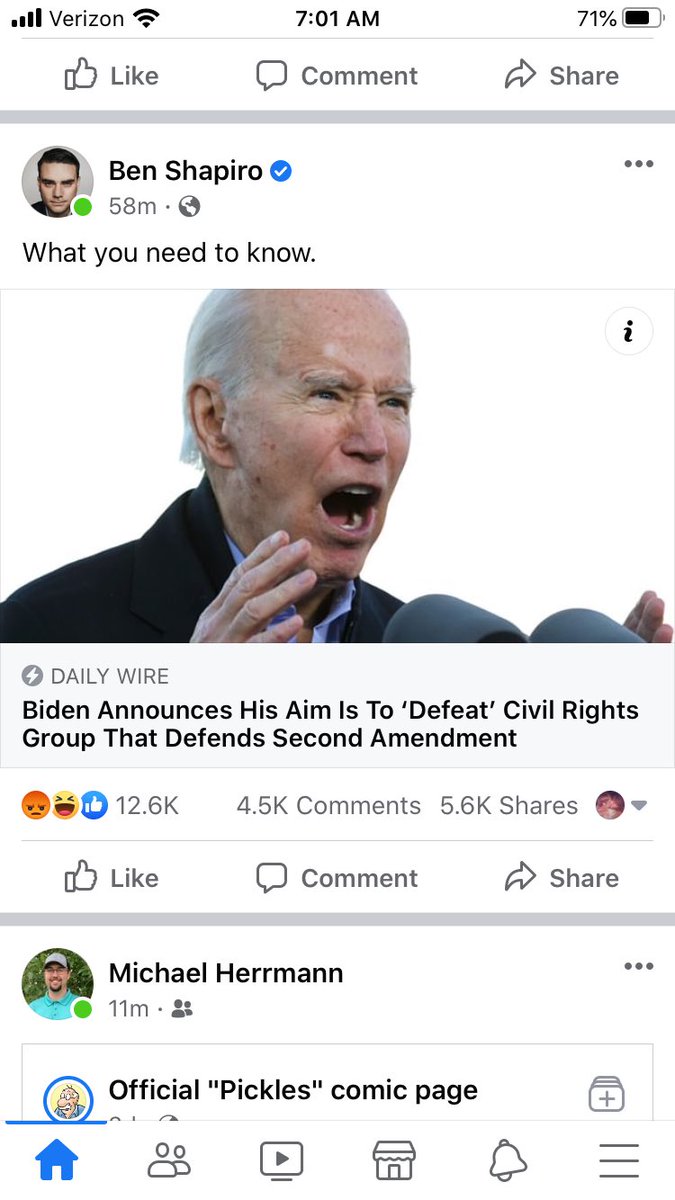 Verizon 7:01 AM 71%
Like Comment Share
Ben Shapiro
58m ·
What you need to know.
DAILY WIRE
Biden Announces His Aim Is To ‘Defeat’ Civil Rights
Group That Defends Second Amendment
12.6K 4.5K Comments 5.6K Shares
Like Comment Share
Michael Herrmann
11m ·
Official "Pickles" comic page